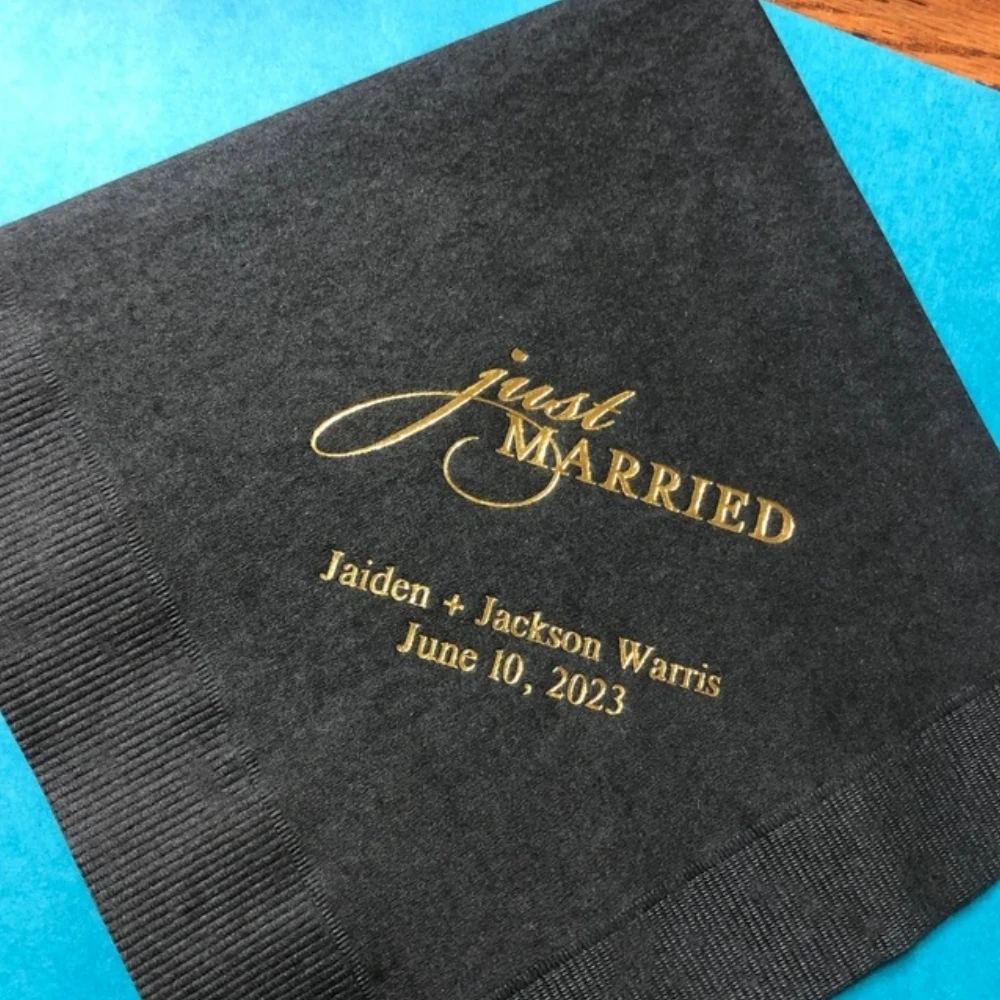 just
MARRIED
Jaiden + Jackson Warris
June 10, 2023